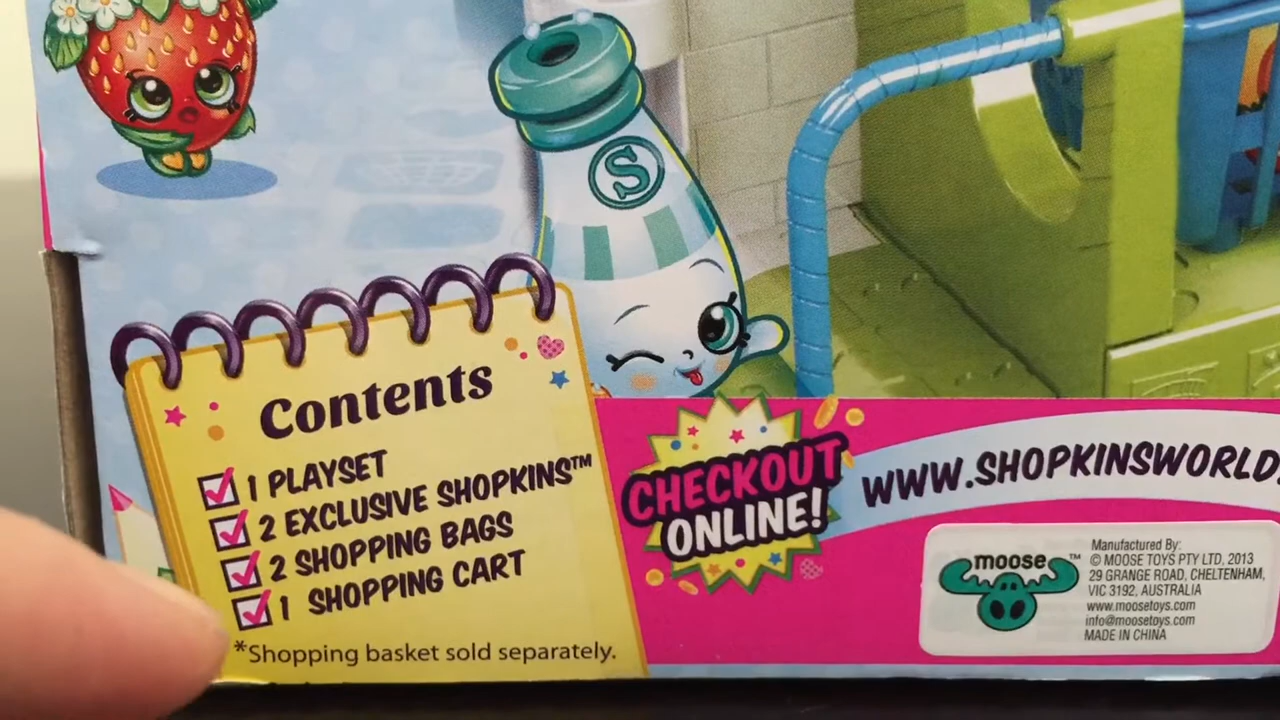 S
Contents
1 PLAYSET
2 EXCLUSIVE SHOPKINS™
2 SHOPPING BAGS
1 SHOPPING CART
*Shopping basket sold separately.
CHECKOUT
ONLINE!
WWW.SHOPKINSWORLD.
moose™
Manufactured By:
© MOOSE TOYS PTY LTD, 2013
29 GRANGE ROAD, CHELTENHAM,
VIC 3192, AUSTRALIA
www.moosetoys.com
info@moosetoys.com
MADE IN CHINA